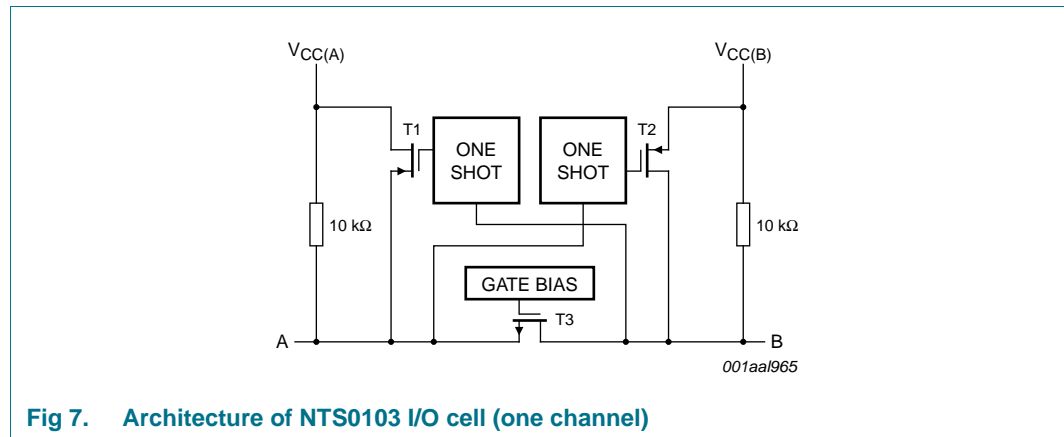 VCC(A)
VCC(B)
T1
ONE
SHOT
ONE
SHOT
T2
10 kΩ
10 kΩ
GATE BIAS
T3
A
B
001aal965
Fig 7. Architecture of NTS0103 I/O cell (one channel)